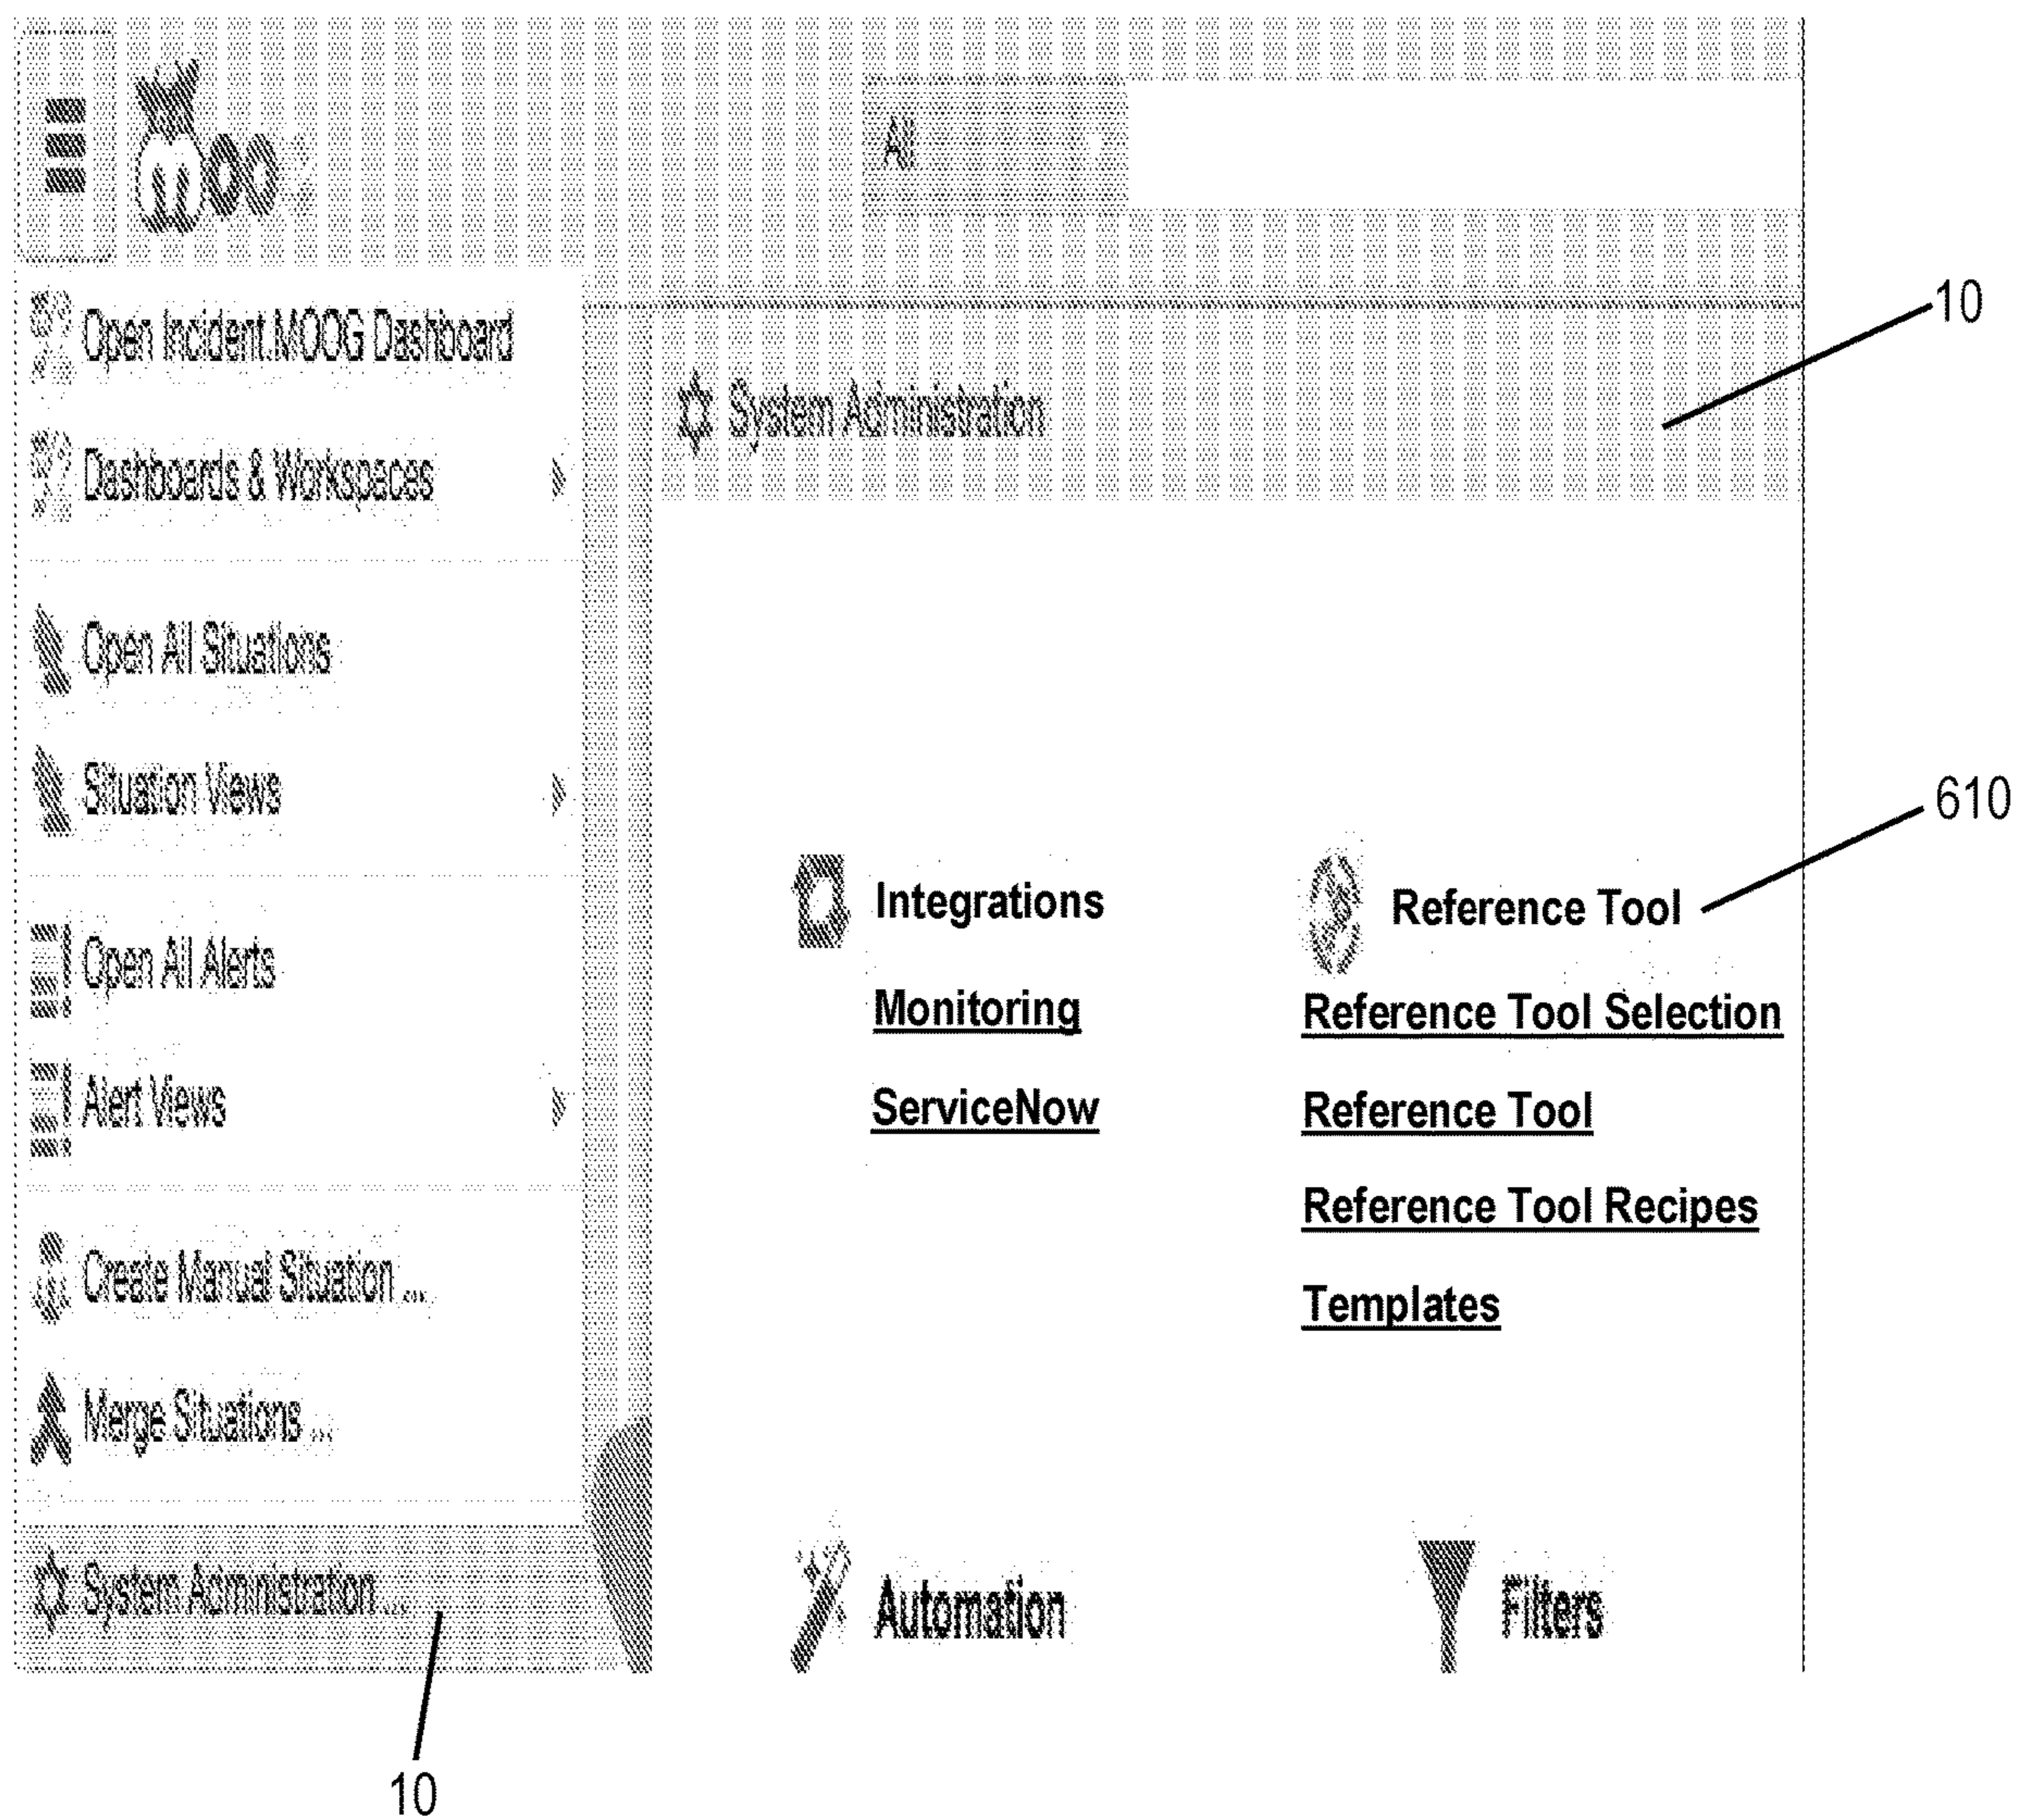 Moo
All
Open Incident.MOOG Dashboard
Dashboards & Workspaces
Open All Situations
Situation Views
Open All Alerts
Alert Views
Create Manual Situation ...
Merge Situations ...
System Administration ...
10
System Administration
10
Integrations
Monitoring
ServiceNow
Reference Tool
610
Reference Tool Selection
Reference Tool
Reference Tool Recipes
Templates
Automation
Filters